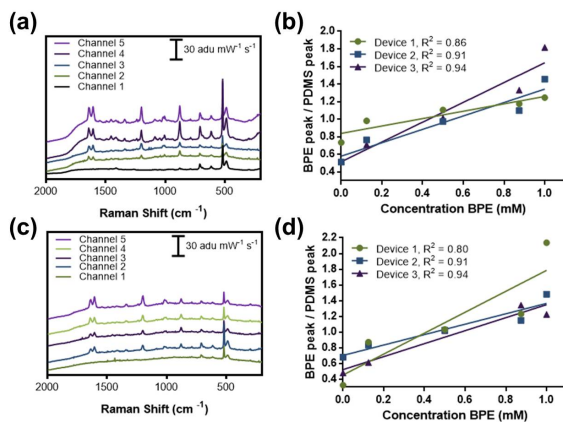 (a)
30 adu mW⁻¹ s⁻¹
Channel 5
Channel 4
Channel 3
Channel 2
Channel 1
2000 1500 1000 500
Raman Shift (cm ⁻¹)
(b)
Device 1, R² = 0.86
Device 2, R² = 0.91
Device 3, R² = 0.94
BPE peak / PDMS peak
2.0
1.8
1.6
1.4
1.2
1.0
0.8
0.6
0.4
0.0 0.2 0.4 0.6 0.8 1.0
Concentration BPE (mM)
(c)
30 adu mW⁻¹ s⁻¹
Channel 5
Channel 4
Channel 3
Channel 2
Channel 1
2000 1500 1000 500
Raman Shift (cm ⁻¹)
(d)
Device 1, R² = 0.80
Device 2, R² = 0.91
Device 3, R² = 0.94
BPE peak / PDMS peak
2.2
2.0
1.8
1.6
1.4
1.2
1.0
0.8
0.6
0.4
0.0 0.2 0.4 0.6 0.8 1.0
Concentration BPE (mM)